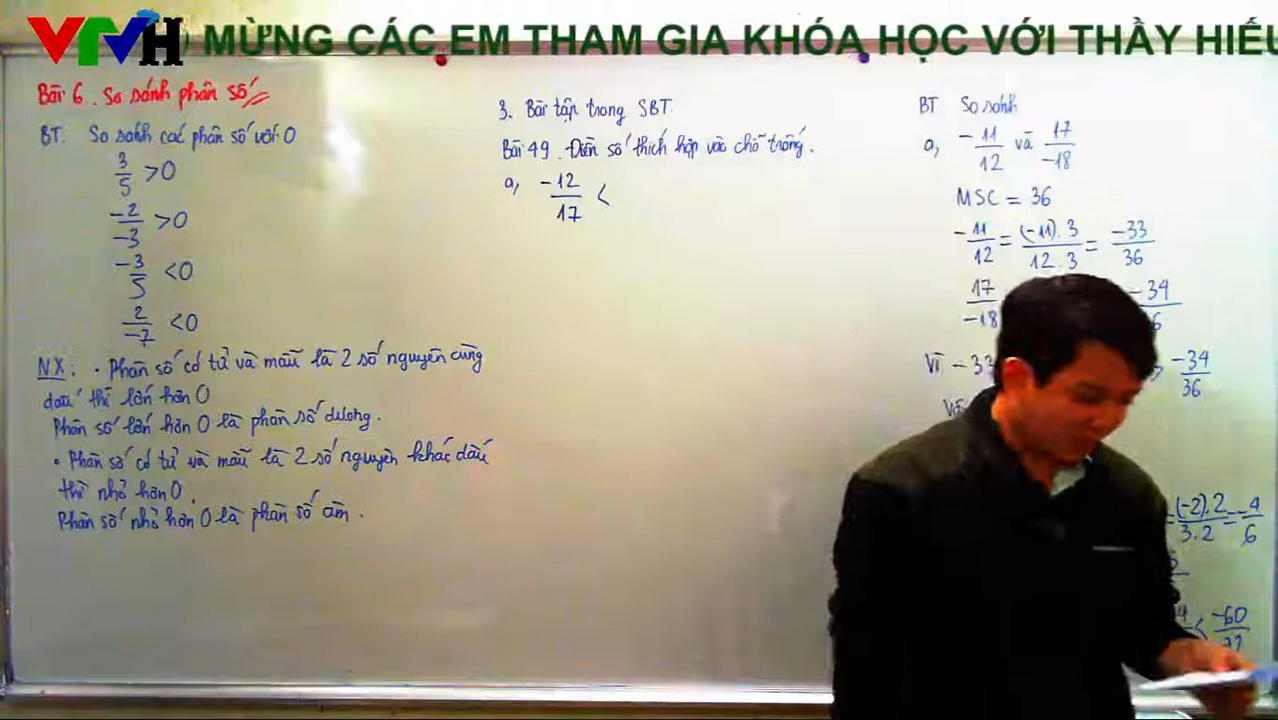 VTVH
MỪNG CÁC EM THAM GIA KHÓA HỌC VỚI THẦY HIẾU
Bài 6. So sánh phân số
BT. So sánh các phân số với 0
3/5 > 0
-2/-3 > 0
-3/5 < 0
2/-7 < 0
NX: • Phân số có tử và mẫu là 2 số nguyên cùng
dấu thì lớn hơn 0
Phân số lớn hơn 0 là phân số dương.
• Phân số có tử và mẫu là 2 số nguyên khác dấu
thì nhỏ hơn 0.
Phân số nhỏ hơn 0 là phân số âm.
3. Bài tập trong SBT
Bài 49. Điền số thích hợp vào chỗ trống.
a, -12/17 <
BT So sánh
a, -11/12 và 17/-18
MSC = 36
-11/12 = (-11).3/12.3 = -33/36
17/-18 -34
Vì -33 > -34/36
= (-2).2/3.2 = -4/6
< -60